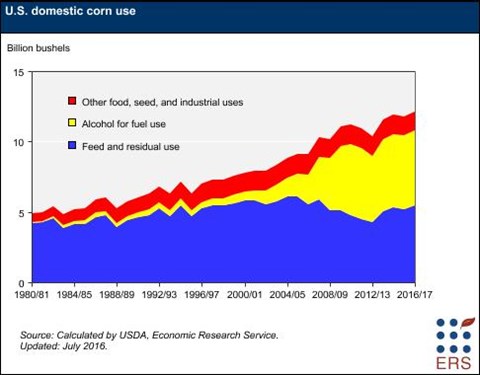 U.S. domestic corn use
Billion bushels
15
10
5
0
Other food, seed, and industrial uses
Alcohol for fuel use
Feed and residual use
1980/81 1984/85 1988/89 1992/93 1996/97 2000/01 2004/05 2008/09 2012/13 2016/17
Source: Calculated by USDA, Economic Research Service.
Updated: July 2016.
ERS